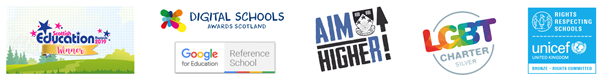 Scottish
Education
Awards
2019
Winner
DIGITAL SCHOOLS
AWARDS SCOTLAND
Google
for Education
Reference
School
AIM
HIGHER!
LGBT
CHARTER
SILVER
RIGHTS
RESPECTING
SCHOOLS
unicef
UNITED KINGDOM
BRONZE - RIGHTS COMMITTED